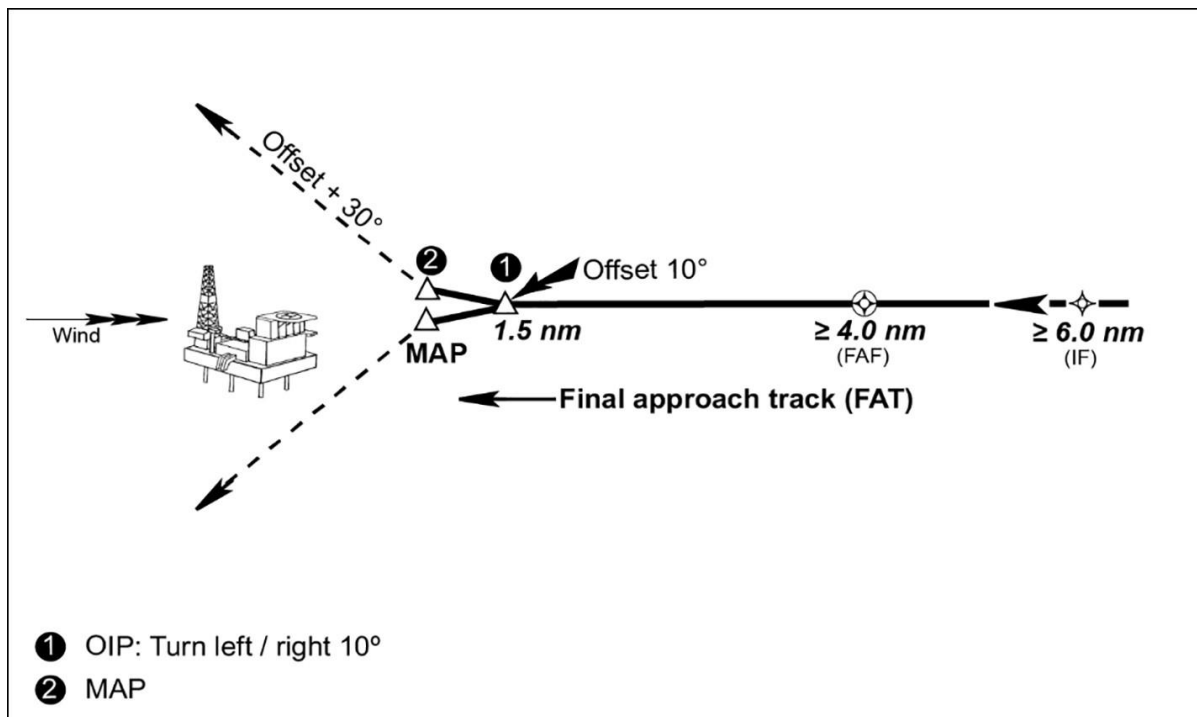 Offset + 30°
2
1
Offset 10°
Wind
MAP
1.5 nm
≥ 4.0 nm
(FAF)
≥ 6.0 nm
(IF)
Final approach track (FAT)
1 OIP: Turn left / right 10º
2 MAP